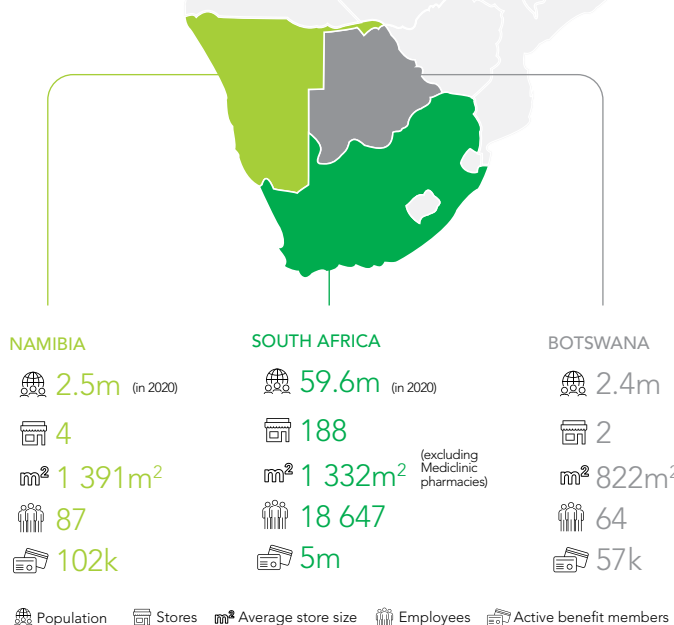 NAMIBIA
2.5m (in 2020)
4
m² 1 391m²
87
102k
SOUTH AFRICA
59.6m (in 2020)
188
m² 1 332m² (excluding
Mediclinic
pharmacies)
18 647
5m
BOTSWANA
2.4m
2
m² 822m²
64
57k
Population Stores m² Average store size Employees Active benefit members